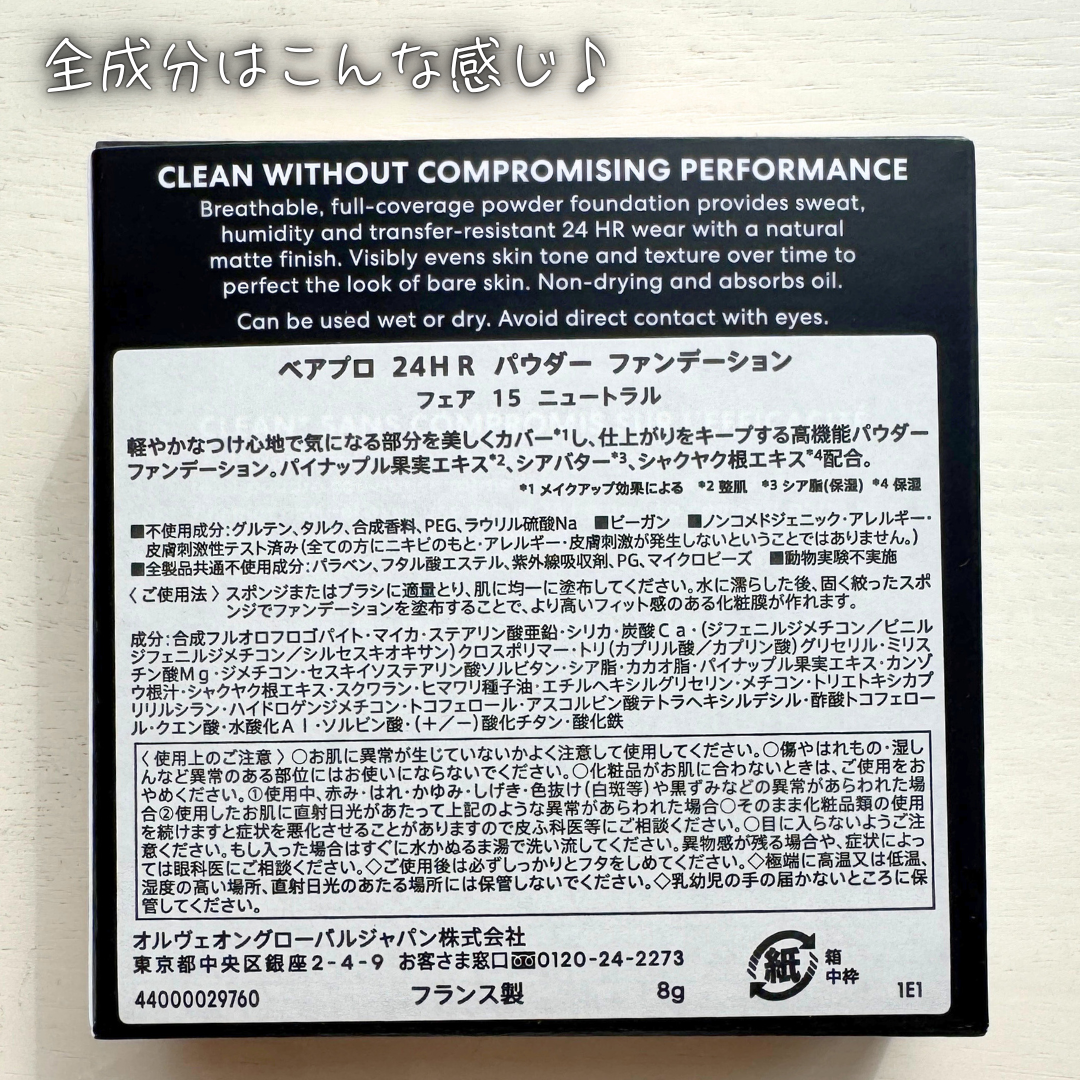 全成分はこんな感じ♪
CLEAN WITHOUT COMPROMISING PERFORMANCE
Breathable, full-coverage powder foundation provides sweat,
humidity and transfer-resistant 24 HR wear with a natural
matte finish. Visibly evens skin tone and texture over time to
perfect the look of bare skin. Non-drying and absorbs oil.
Can be used wet or dry. Avoid direct contact with eyes.
ベアプロ 24HR パウダー ファンデーション
フェア 15 ニュートラル
CLEAN* SANS COMPROMIS SUR L'EFFICACITÉ
軽やかなつけ心地で気になる部分を美しくカバー*1し、仕上がりをキープする高機能パウダー
ファンデーション。パイナップル果実エキス*2、シアバター*3、シャクヤク根エキス*4配合。
*1 メイクアップ効果による *2 整肌 *3 シア脂(保湿) *4 保湿
■不使用成分:グルテン、タルク、合成香料、PEG、ラウリル硫酸Na ■ビーガン ■ノンコメドジェニック・アレルギー・
皮膚刺激性テスト済み(全ての方にニキビのもと・アレルギー・皮膚刺激が発生しないということではありません。)
■全製品共通不使用成分:パラベン、フタル酸エステル、紫外線吸収剤、PG、マイクロビーズ ■動物実験不実施
〈ご使用法〉スポンジまたはブラシに適量とり、肌に均一に塗布してください。水に濡らした後、固く絞ったスポ
ンジでファンデーションを塗布することで、より高いフィット感のある化粧膜が作れます。
成分:合成フルオロフロゴパイト・マイカ・ステアリン酸亜鉛・シリカ・炭酸Ca・(ジフェニルジメチコン/ビニル
ジフェニルジメチコン/シルセスキオキサン)クロスポリマー・トリ(カプリル酸/カプリン酸)グリセリル・ミリス
チン酸Mg・ジメチコン・セスキイソステアリン酸ソルビタン・シア脂・カカオ脂・パイナップル果実エキス・カンゾ
ウ根汁・シャクヤク根エキス・スクワラン・ヒマワリ種子油・エチルヘキシルグリセリン・メチコン・トリエトキシカプ
リリルシラン・ハイドロゲンジメチコン・トコフェロール・アスコルビン酸テトラヘキシルデシル・酢酸トコフェロー
ル・クエン酸・水酸化Al・ソルビン酸・(+/−)酸化チタン・酸化鉄
〈使用上のご注意〉○お肌に異常が生じていないかよく注意して使用してください。○傷やはれもの・湿し
んなど異常のある部位にはお使いにならないでください。○化粧品がお肌に合わないときは、ご使用をお
やめください。①使用中、赤み・はれ・かゆみ・しげき・色抜け(白斑等)や黒ずみなどの異常があらわれた場
合②使用したお肌に直射日光があたって上記のような異常があらわれた場合○そのまま化粧品類の使用
を続けますと症状を悪化させることがありますので皮ふ科医等にご相談ください。○目に入らないようご注
意ください。もし入った場合はすぐに水かぬるま湯で洗い流してください。異物感が残る場合や、症状によっ
ては眼科医にご相談ください。◇ご使用後は必ずしっかりとフタをしめてください。◇極端に高温又は低温、
湿度の高い場所、直射日光のあたる場所には保管しないでください。◇乳幼児の手の届かないところに保
管してください。
オルヴェオングローバルジャパン株式会社
東京都中央区銀座2-4-9 お客さま窓口0120-24-2273
44000029760 フランス製 8g
紙 箱
中枠
1E1